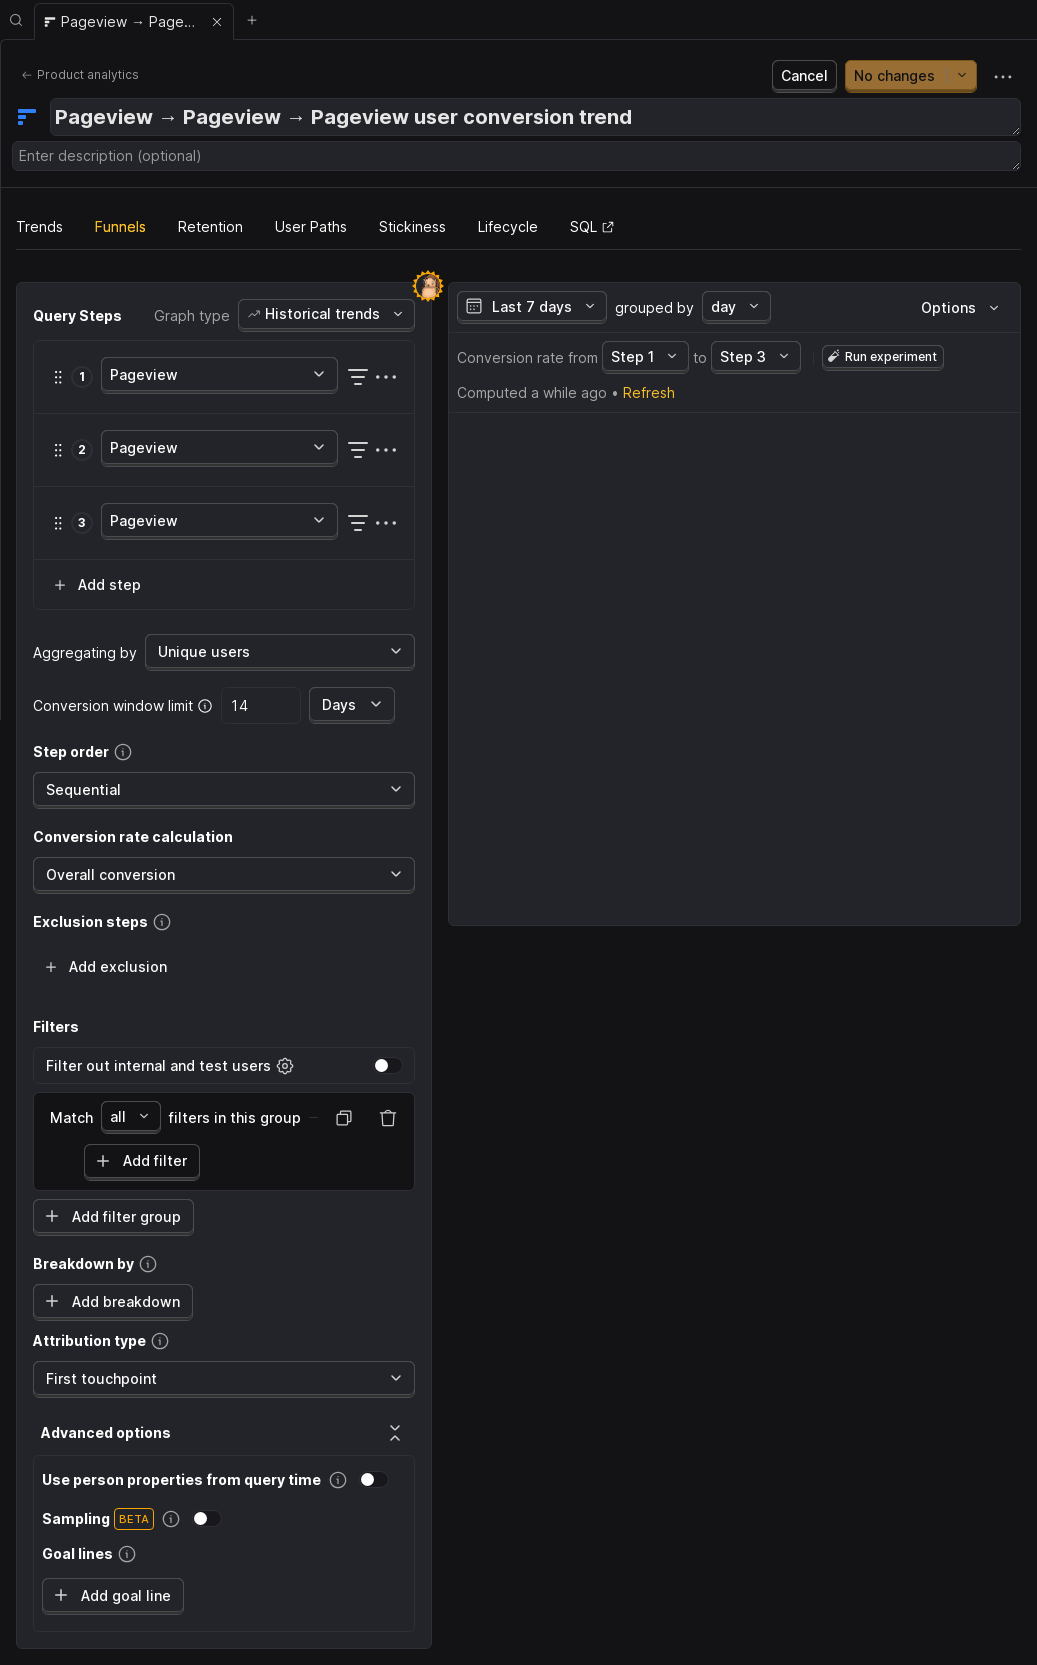 Pageview → Page...
Product analytics
Cancel
No changes
Pageview → Pageview → Pageview user conversion trend
Enter description (optional)
Trends Funnels Retention User Paths Stickiness Lifecycle SQL
Query Steps Graph type Historical trends
1 Pageview
2 Pageview
3 Pageview
Add step
Aggregating by Unique users
Conversion window limit 14 Days
Step order
Sequential
Conversion rate calculation
Overall conversion
Exclusion steps
Add exclusion
Filters
Filter out internal and test users
Match all filters in this group
Add filter
Add filter group
Breakdown by
Add breakdown
Attribution type
First touchpoint
Advanced options
Use person properties from query time
Sampling BETA
Goal lines
Add goal line
Last 7 days grouped by day Options
Conversion rate from Step 1 to Step 3 Run experiment
Computed a while ago • Refresh